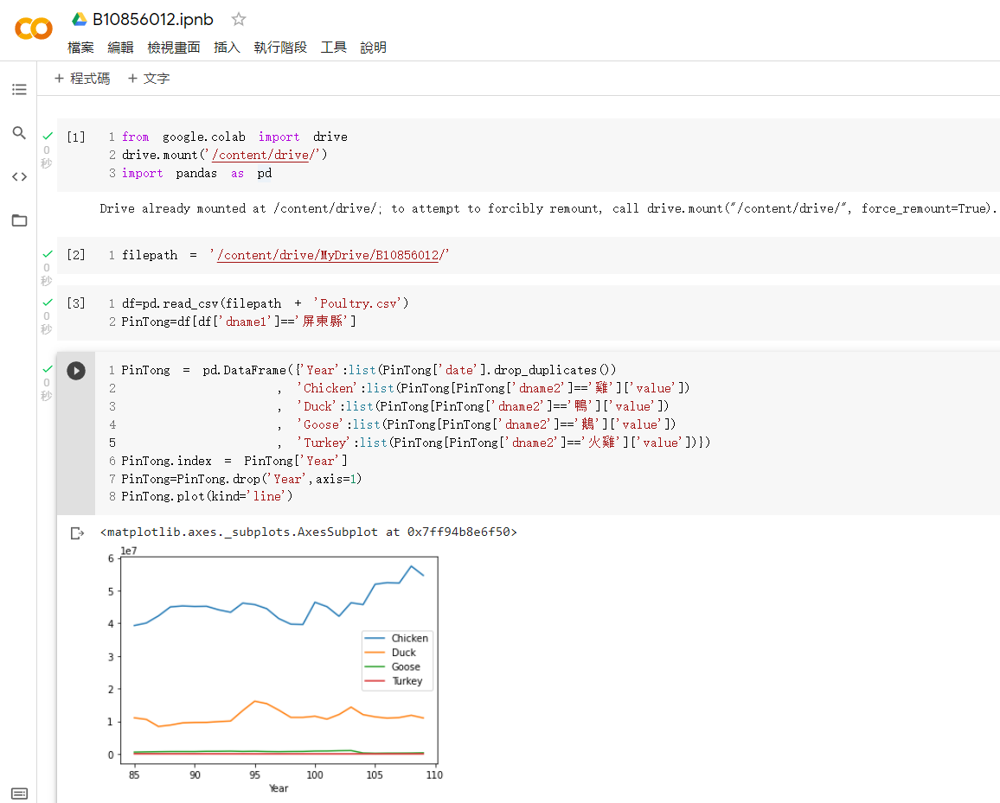 B10856012.ipnb
檔案 編輯 檢視畫面 插入 執行階段 工具 說明
+ 程式碼 + 文字
[1]
0
秒
1 from google.colab import drive
2 drive.mount('/content/drive/')
3 import pandas as pd
Drive already mounted at /content/drive/; to attempt to forcibly remount, call drive.mount("/content/drive/", force_remount=True).
[2]
0
秒
1 filepath = '/content/drive/MyDrive/B10856012/'
[3]
0
秒
1 df=pd.read_csv(filepath + 'Poultry.csv')
2 PinTong=df[df['dname1']=='屏東縣']
0
秒
1 PinTong = pd.DataFrame({'Year':list(PinTong['date'].drop_duplicates())
2 , 'Chicken':list(PinTong[PinTong['dname2']=='雞']['value'])
3 , 'Duck':list(PinTong[PinTong['dname2']=='鴨']['value'])
4 , 'Goose':list(PinTong[PinTong['dname2']=='鵝']['value'])
5 , 'Turkey':list(PinTong[PinTong['dname2']=='火雞']['value'])})
6 PinTong.index = PinTong['Year']
7 PinTong=PinTong.drop('Year',axis=1)
8 PinTong.plot(kind='line')
<matplotlib.axes._subplots.AxesSubplot at 0x7ff94b8e6f50>
1e7
6
5
4
3
2
1
0
Chicken
Duck
Goose
Turkey
85 90 95 100 105 110
Year